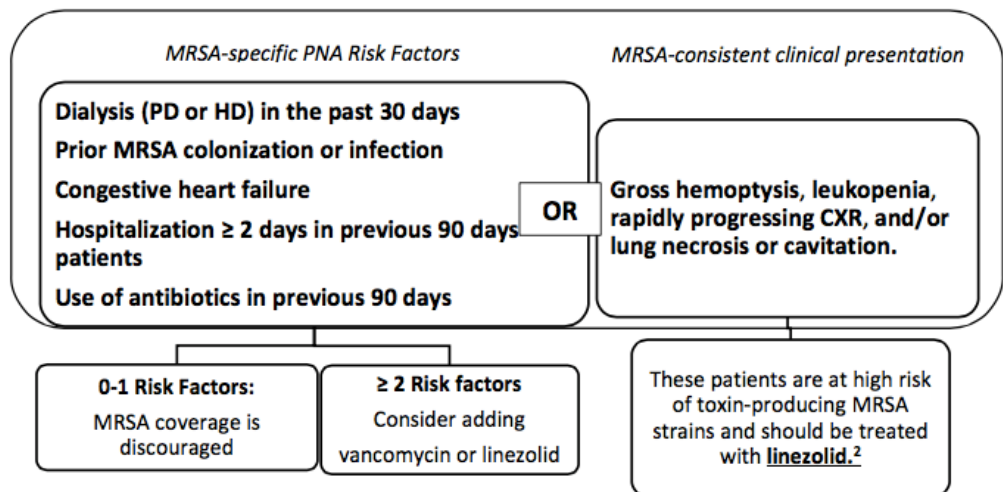 MRSA-specific PNA Risk Factors
MRSA-consistent clinical presentation
Dialysis (PD or HD) in the past 30 days
Prior MRSA colonization or infection
Congestive heart failure
Hospitalization ≥ 2 days in previous 90 days
patients
Use of antibiotics in previous 90 days
OR
Gross hemoptysis, leukopenia,
rapidly progressing CXR, and/or
lung necrosis or cavitation.
0-1 Risk Factors:
MRSA coverage is
discouraged
≥ 2 Risk factors
Consider adding
vancomycin or linezolid
These patients are at high risk
of toxin-producing MRSA
strains and should be treated
with linezolid.²